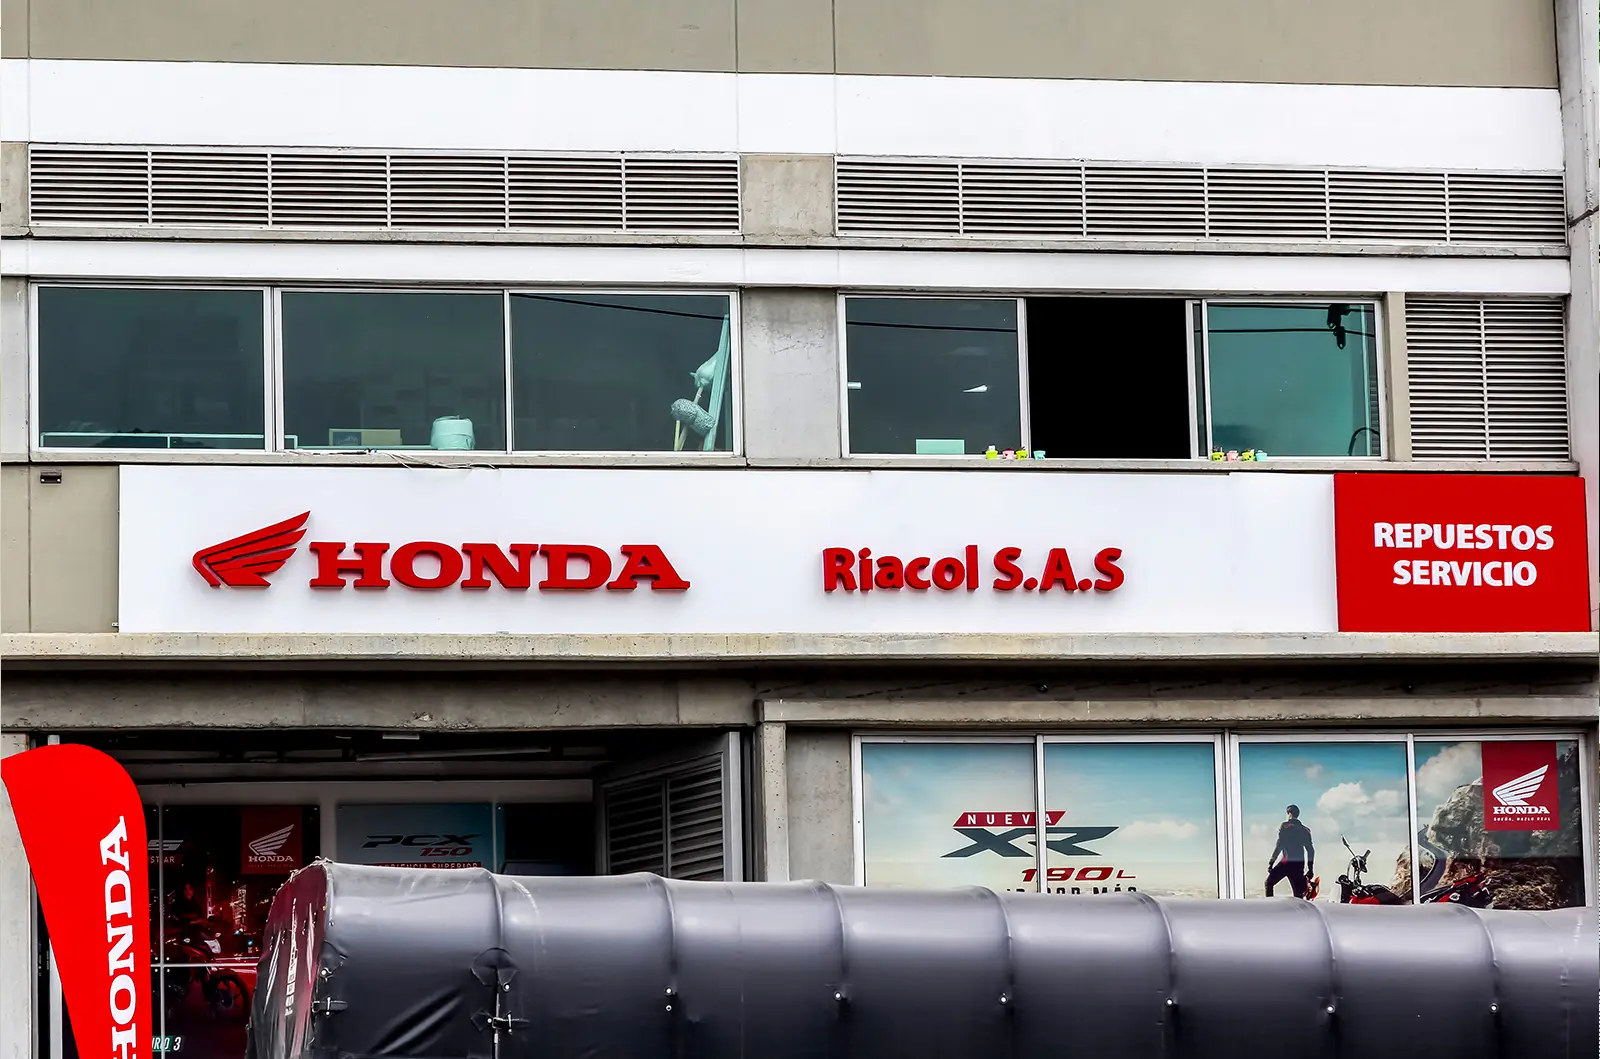 HONDA
Riacol S.A.S
REPUESTOS
SERVICIO
HONDA
HONDA
PCX
150
NUEVA
XR
190L
HONDA